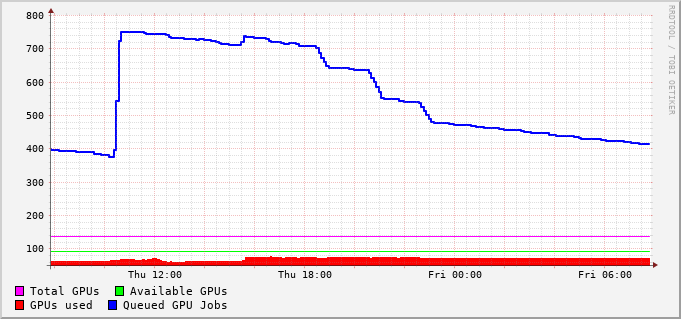 800
700
600
500
400
300
200
100
Thu 12:00 Thu 18:00 Fri 00:00 Fri 06:00
Total GPUs Available GPUs
GPUs used Queued GPU Jobs
RRDTOOL / TOBI OETIKER